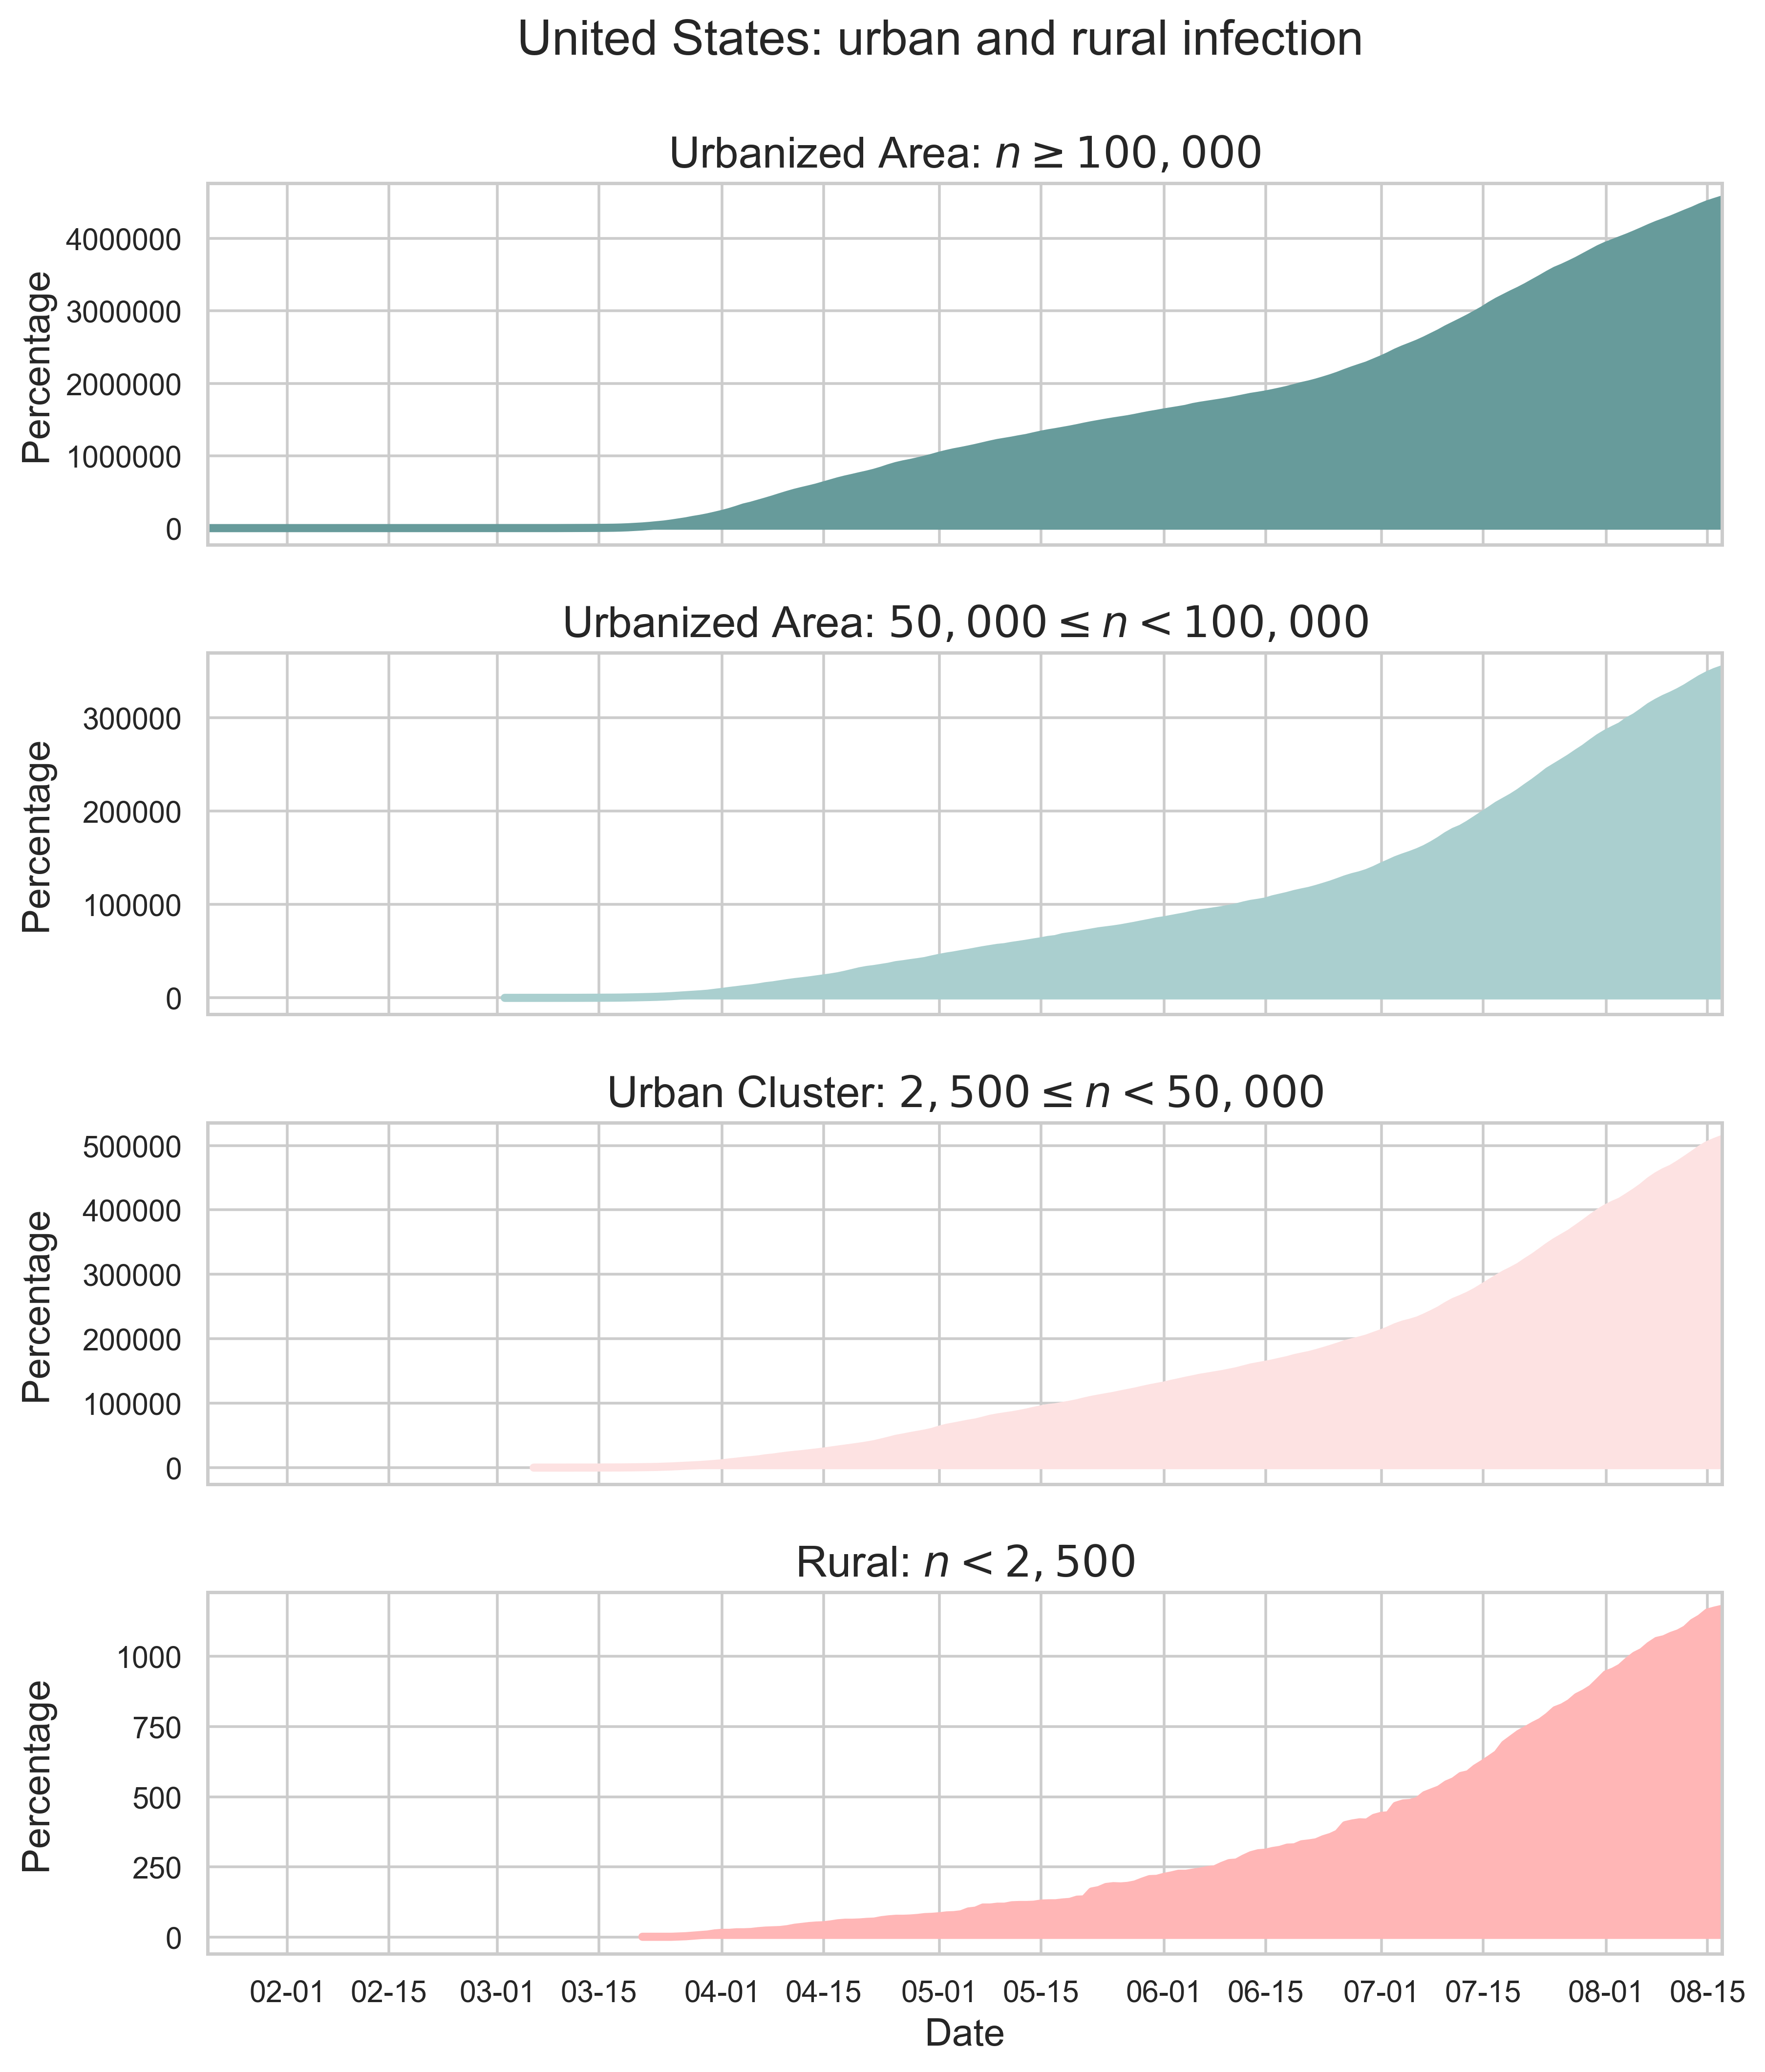 United States: urban and rural infection
Urbanized Area: n ≥ 100,000
Percentage
4000000
3000000
2000000
1000000
0
Urbanized Area: 50,000 ≤ n < 100,000
Percentage
300000
200000
100000
0
Urban Cluster: 2,500 ≤ n < 50,000
Percentage
500000
400000
300000
200000
100000
0
Rural: n < 2,500
Percentage
1000
750
500
250
0
02-01 02-15 03-01 03-15 04-01 04-15 05-01 05-15 06-01 06-15 07-01 07-15 08-01 08-15
Date